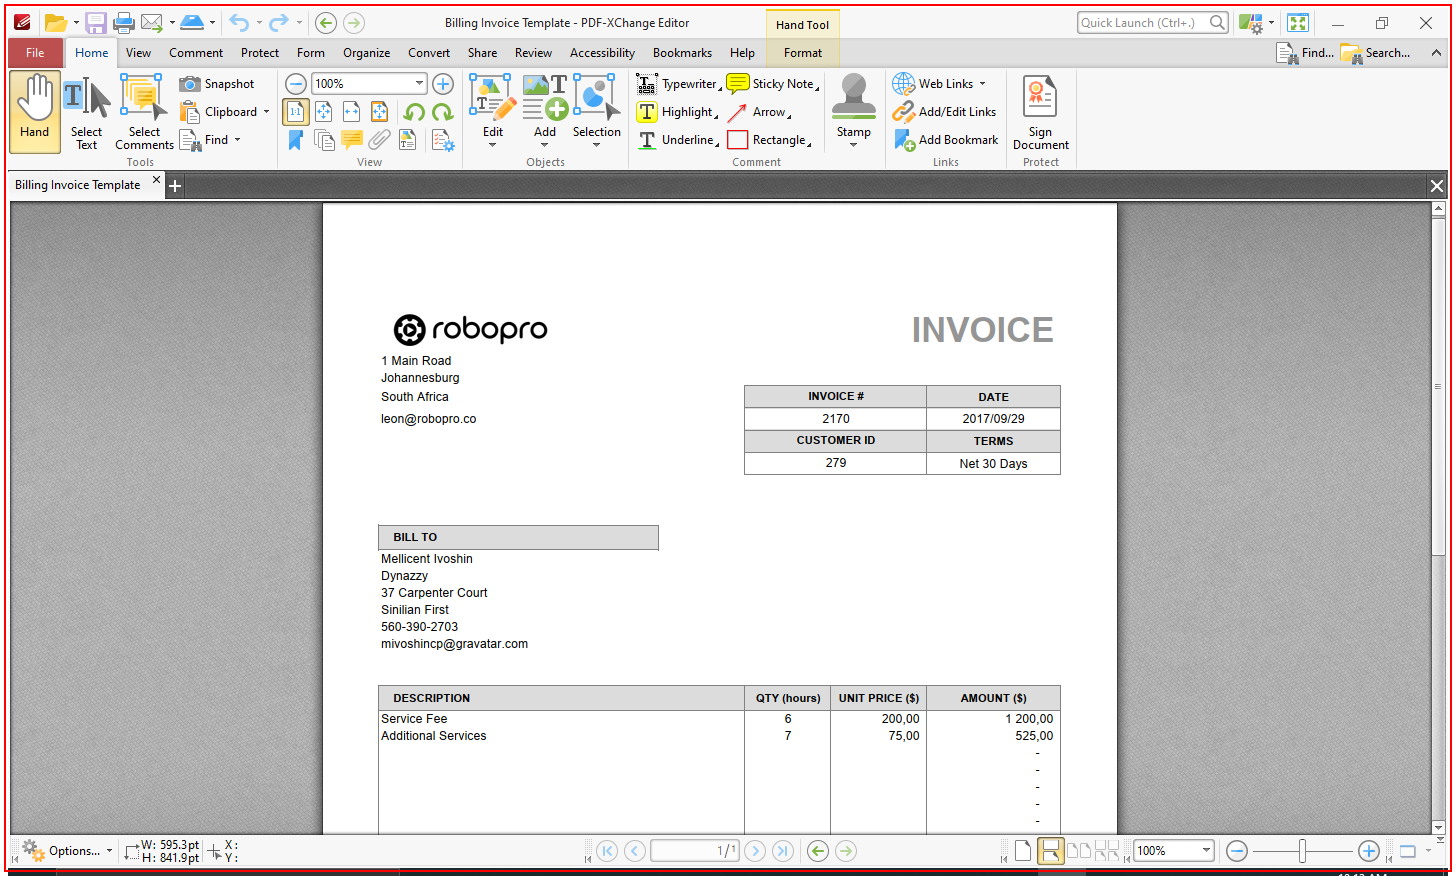 Billing Invoice Template - PDF-XChange Editor
Hand Tool
Quick Launch (Ctrl+.)
File Home View Comment Protect Form Organize Convert Share Review Accessibility Bookmarks Help Format Find... Search...
Hand
Select Text
Select Comments
Snapshot
Clipboard
Find
Tools
100%
1:1
View
Edit
Add
Selection
Objects
Typewriter
Highlight
Underline
Sticky Note
Arrow
Rectangle
Stamp
Comment
Web Links
Add/Edit Links
Add Bookmark
Links
Sign Document
Protect
Billing Invoice Template
robopro
INVOICE
1 Main Road
Johannesburg
South Africa
leon@robopro.co
INVOICE # DATE
2170 2017/09/29
CUSTOMER ID TERMS
279 Net 30 Days
BILL TO
Mellicent Ivoshin
Dynazzy
37 Carpenter Court
Sinilian First
560-390-2703
mivoshincp@gravatar.com
DESCRIPTION QTY (hours) UNIT PRICE ($) AMOUNT ($)
Service Fee 6 200,00 1 200,00
Additional Services 7 75,00 525,00
-
-
-
-
-
Options... W: 595.3pt X:
H: 841.9pt Y:
1/1
100%